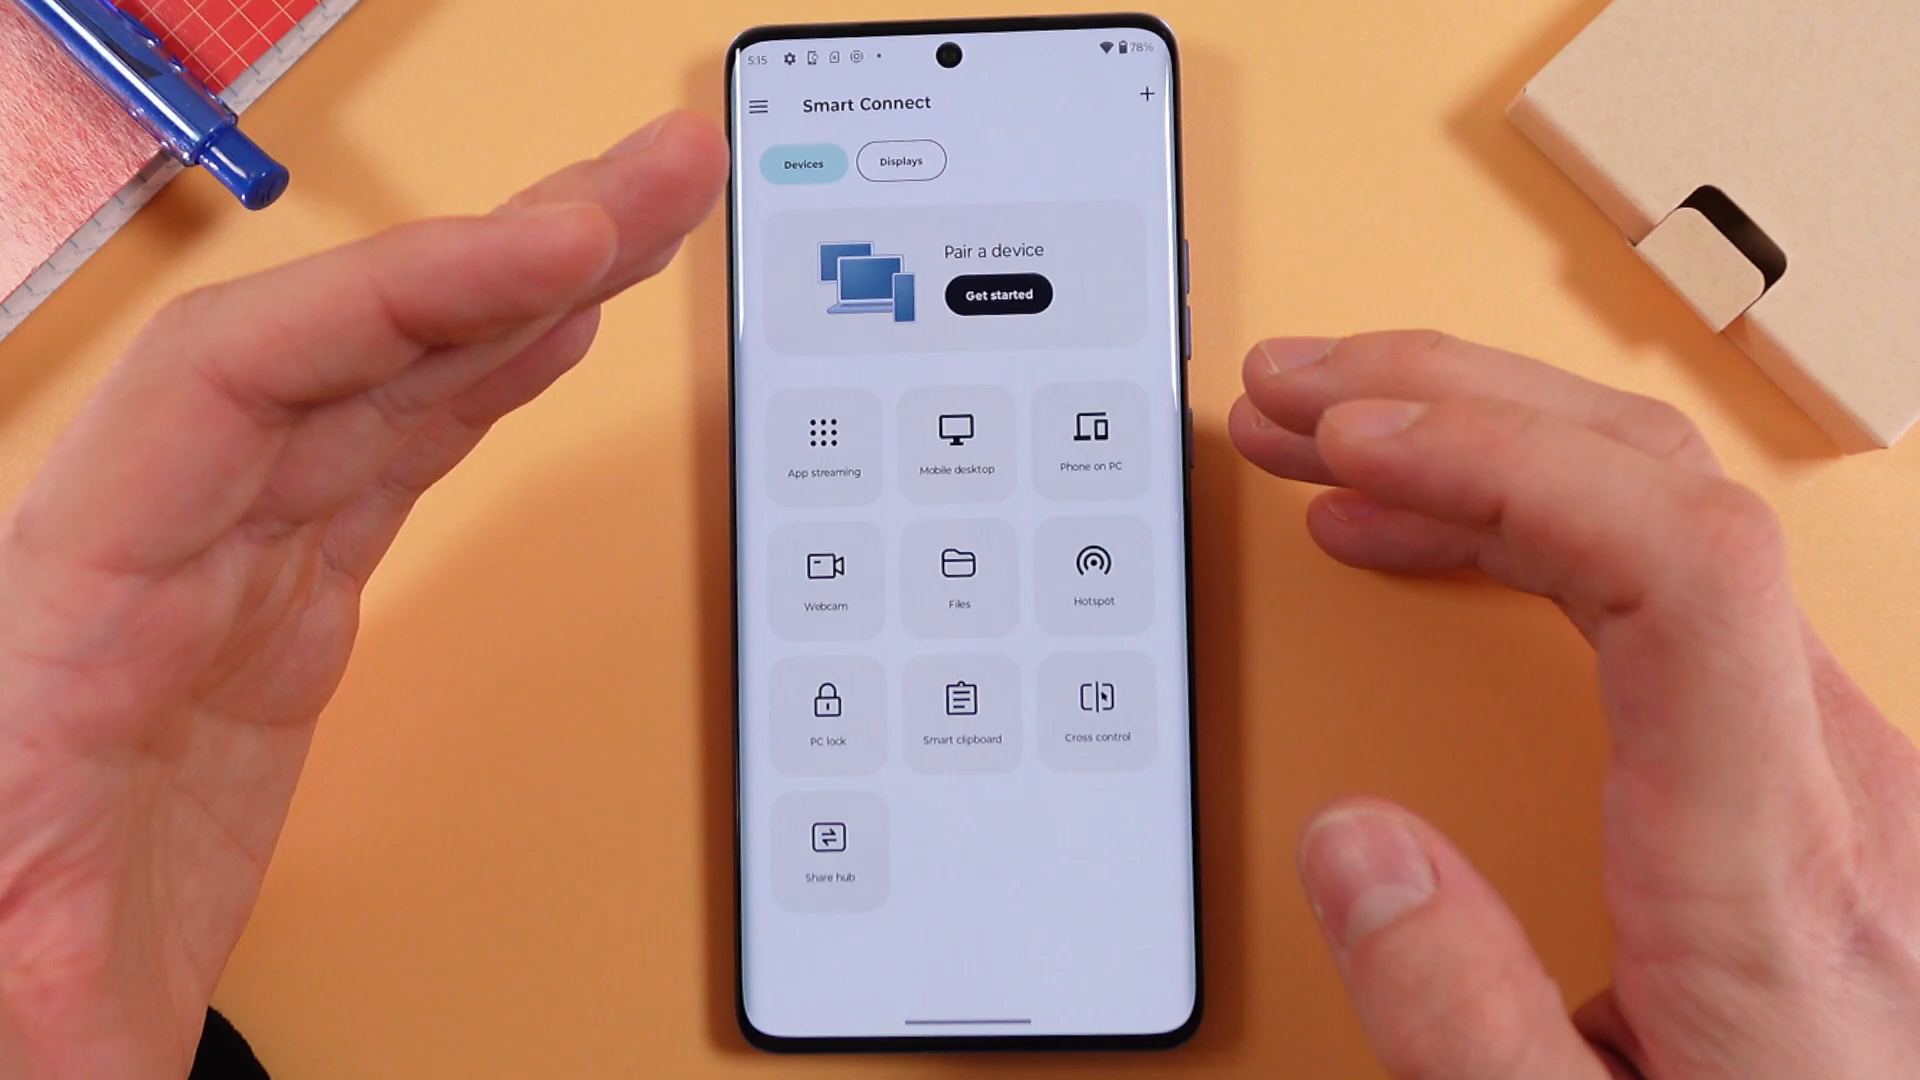 5:15
78%
Smart Connect
Devices
Displays
Pair a device
Get started
App streaming
Mobile desktop
Phone on PC
Webcam
Files
Hotspot
PC lock
Smart clipboard
Cross control
Share hub